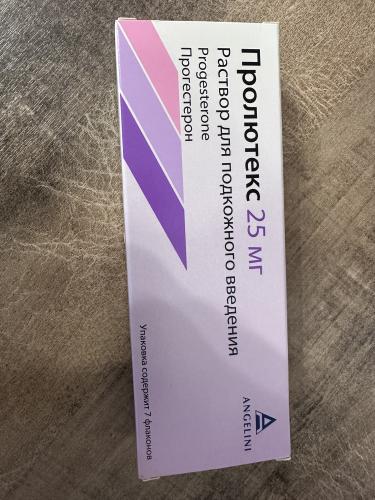 Пролютекс 25 мг
Раствор для подкожного введения
Progesterone
Прогестерон
ANGELINI
Упаковка содержит 7 флаконов